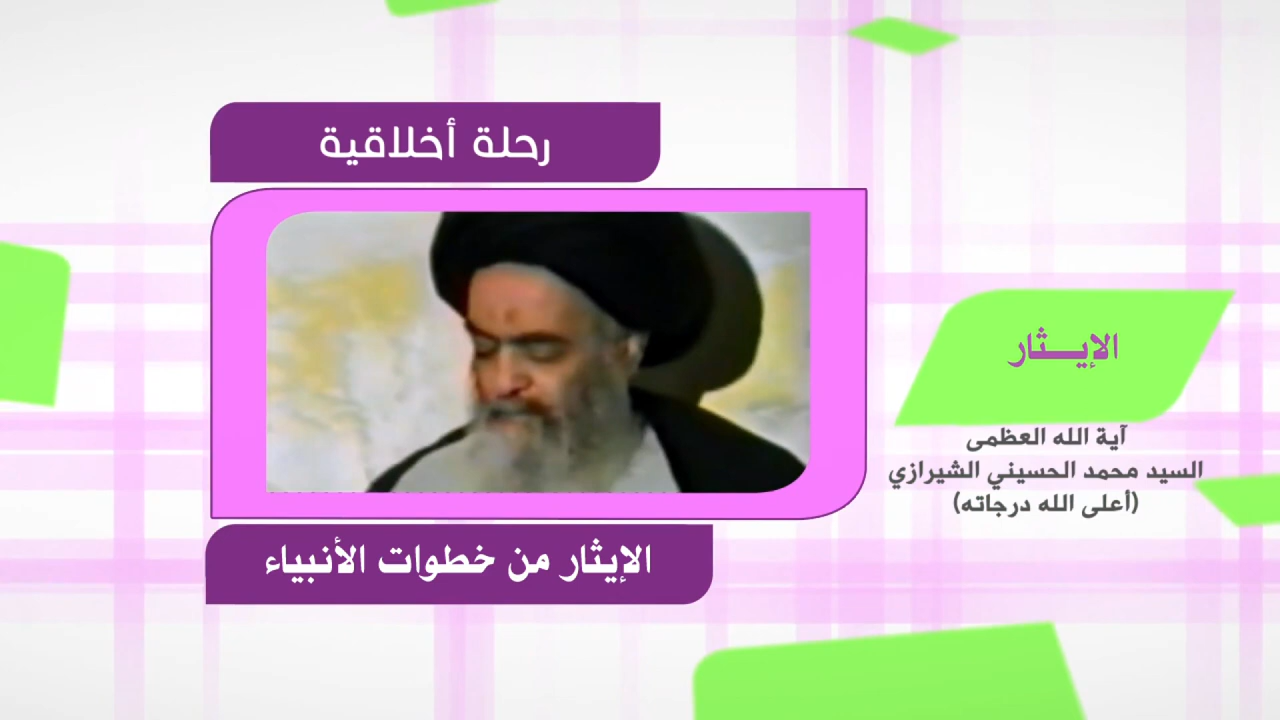 رحلة أخلاقية
الإيـــثار
آية الله العظمى
السيد محمد الحسيني الشيرازي
(أعلى الله درجاته)
الإيثار من خطوات الأنبياء